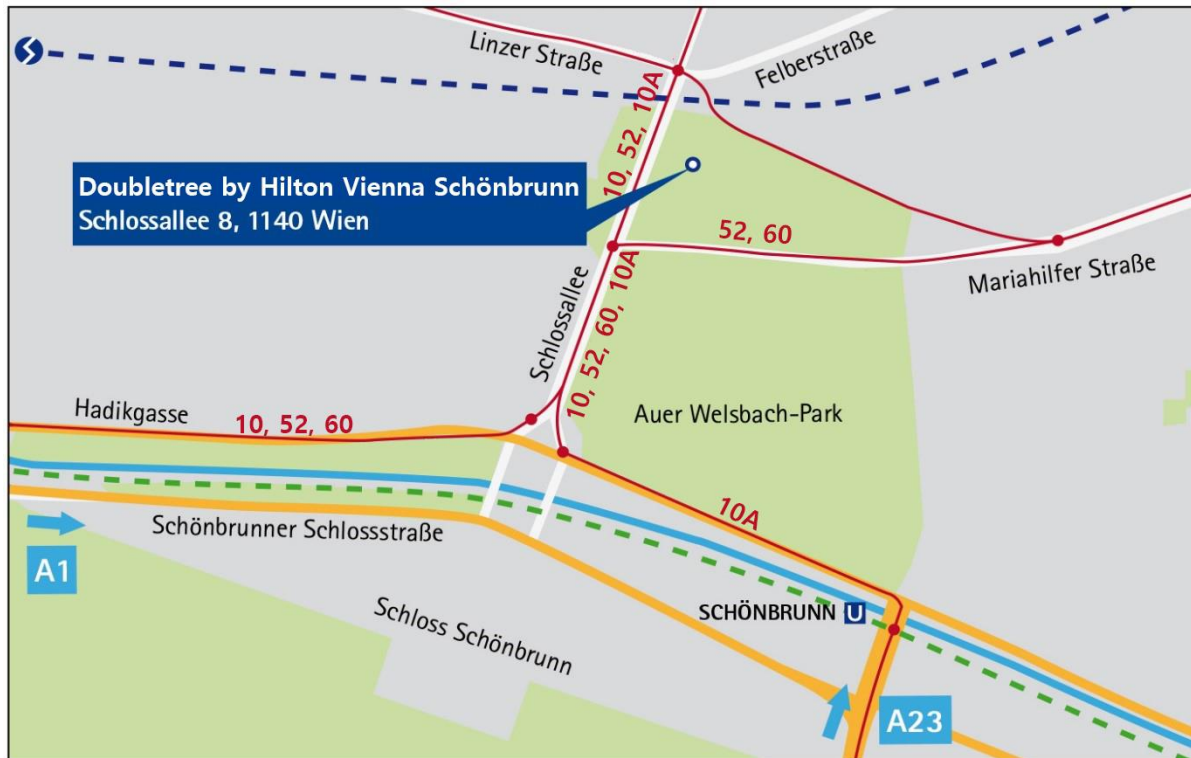 Linzer Straße
Felberstraße
10, 52, 10A
Doubletree by Hilton Vienna Schönbrunn
Schlossallee 8, 1140 Wien
52, 60
Mariahilfer Straße
Schlossallee
10, 52, 60, 10A
Hadikgasse
10, 52, 60
Auer Welsbach-Park
10A
Schönbrunner Schlossstraße
A1
Schloss Schönbrunn
SCHÖNBRUNN U
A23